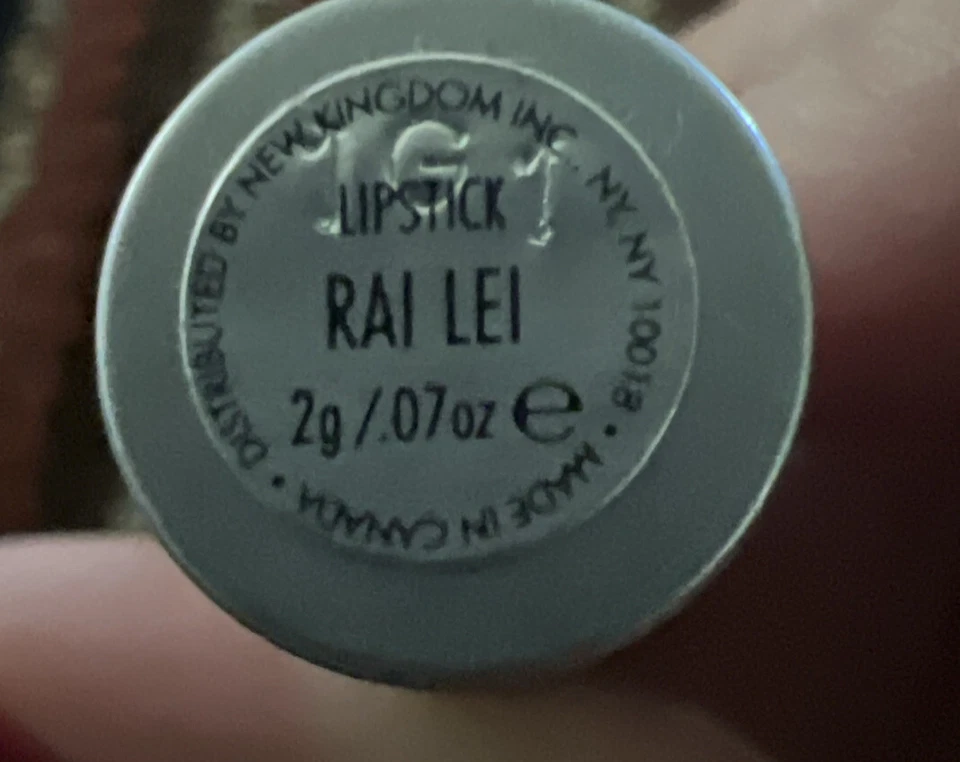 LIPSTICK
RAI LEI
2g /.07oz e
DISTRIBUTED BY NEW KINGDOM INC., NY, NY 10018 • MADE IN CANADA •